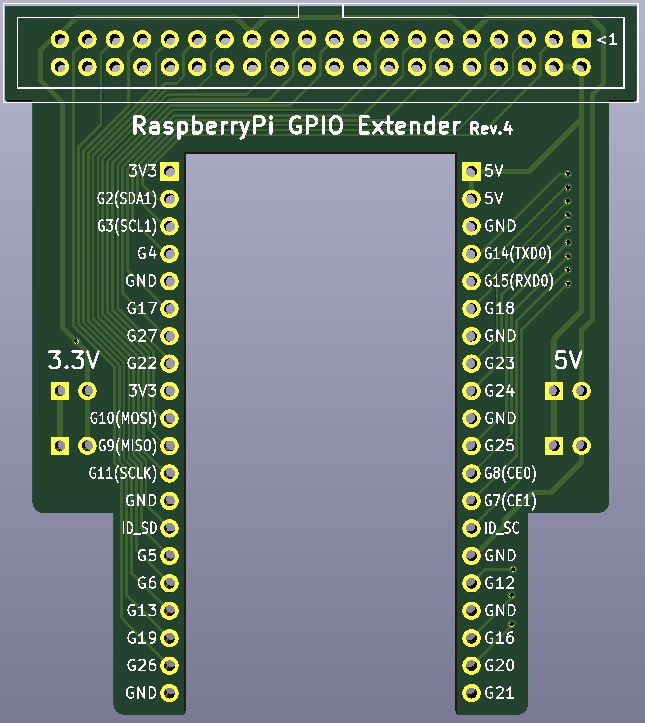 <1
RaspberryPi GPIO Extender Rev.4
3V3 5V
G2(SDA1) 5V
G3(SCL1) GND
G4 G14(TXD0)
GND G15(RXD0)
G17 G18
G27 GND
3.3V 5V
G22 G23
3V3 G24
G10(MOSI) GND
G9(MISO) G25
G11(SCLK) G8(CE0)
GND G7(CE1)
ID_SD ID_SC
G5 GND
G6 G12
G13 GND
G19 G16
G26 G20
GND G21